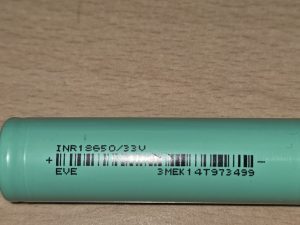 INR18650/33V
+ -
EVE 3MEK14T973499